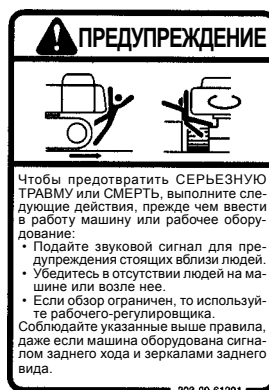 ПРЕДУПРЕЖДЕНИЕ
Чтобы предотвратить СЕРЬЕЗНУЮ
ТРАВМУ или СМЕРТЬ, выполните сле-
дующие действия, прежде чем ввести
в работу машину или рабочее обору-
дование:
• Подайте звуковой сигнал для пре-
дупреждения стоящих вблизи людей.
• Убедитесь в отсутствии людей на ма-
шине или возле нее.
• Если обзор ограничен, то используй-
те рабочего-регулировщика.
Соблюдайте указанные выше правила,
даже если машина оборудована сигна-
лом заднего хода и зеркалами заднего
вида.